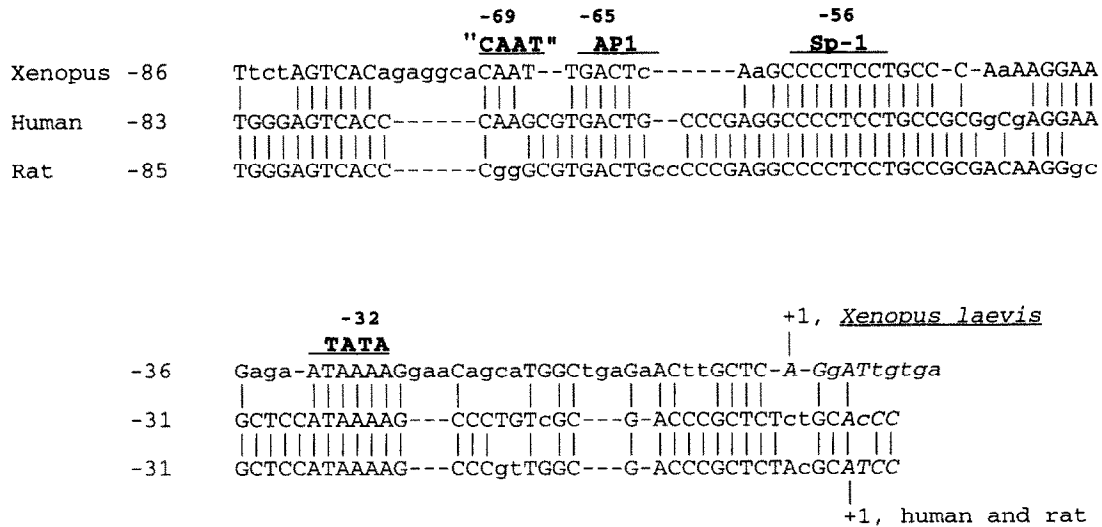 -69 -65 -56
"CAAT" AP1 Sp-1
Xenopus -86 TtctAGTCACagaggcaCAAT--TGACTc------AaGCCCCTCCTGCC-C-AaAAGGAA
Human -83 TGGGAGTCACC------CAAGCGTGACTG--CCCGAGGCCCCTCCTGCCGCGgCgAGGAA
Rat -85 TGGGAGTCACC------CggGCGTGACTGccCCCGAGGCCCCTCCTGCCGCGACAAGGgc
-32 +1, Xenopus laevis
TATA
-36 Gaga-ATAAAAGgaaCagcaTGGCtgaGaACttGCTC-A-GgATtgtga
-31 GCTCCATAAAAG---CCCTGTcGC---G-ACCCGCTCTctGCAcCC
-31 GCTCCATAAAAG---CCCgtTGGC---G-ACCCGCTCTAcGCATCC
+1, human and rat